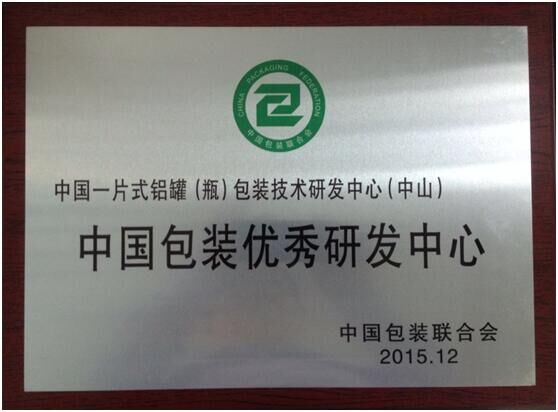 CHINA PACKAGING FEDERATION
中国包装联合会
中国一片式铝罐(瓶)包装技术研发中心(中山)
中国包装优秀研发中心
中国包装联合会
2015.12